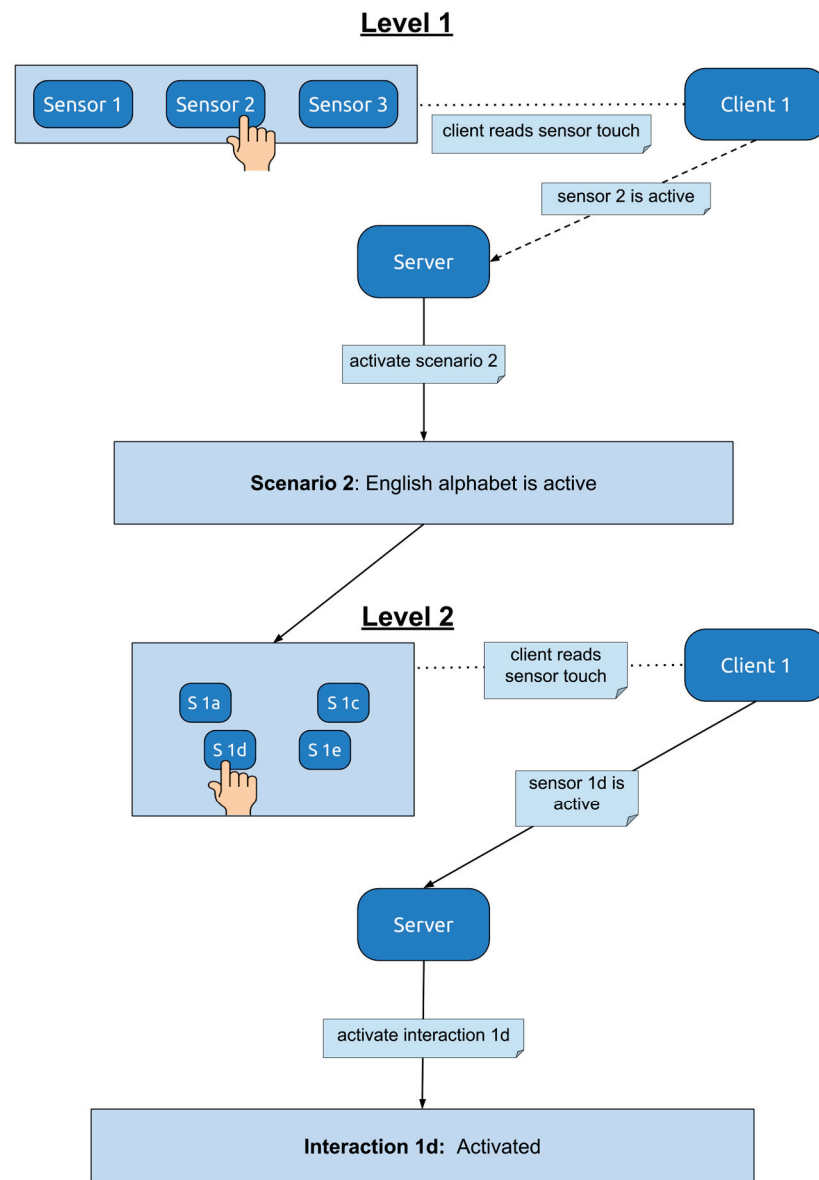 Level 1
Sensor 1
Sensor 2
Sensor 3
Client 1
client reads sensor touch
sensor 2 is active
Server
activate scenario 2
Scenario 2: English alphabet is active
Level 2
client reads
sensor touch
Client 1
S 1a
S 1c
S 1d
S 1e
sensor 1d is
active
Server
activate interaction 1d
Interaction 1d: Activated